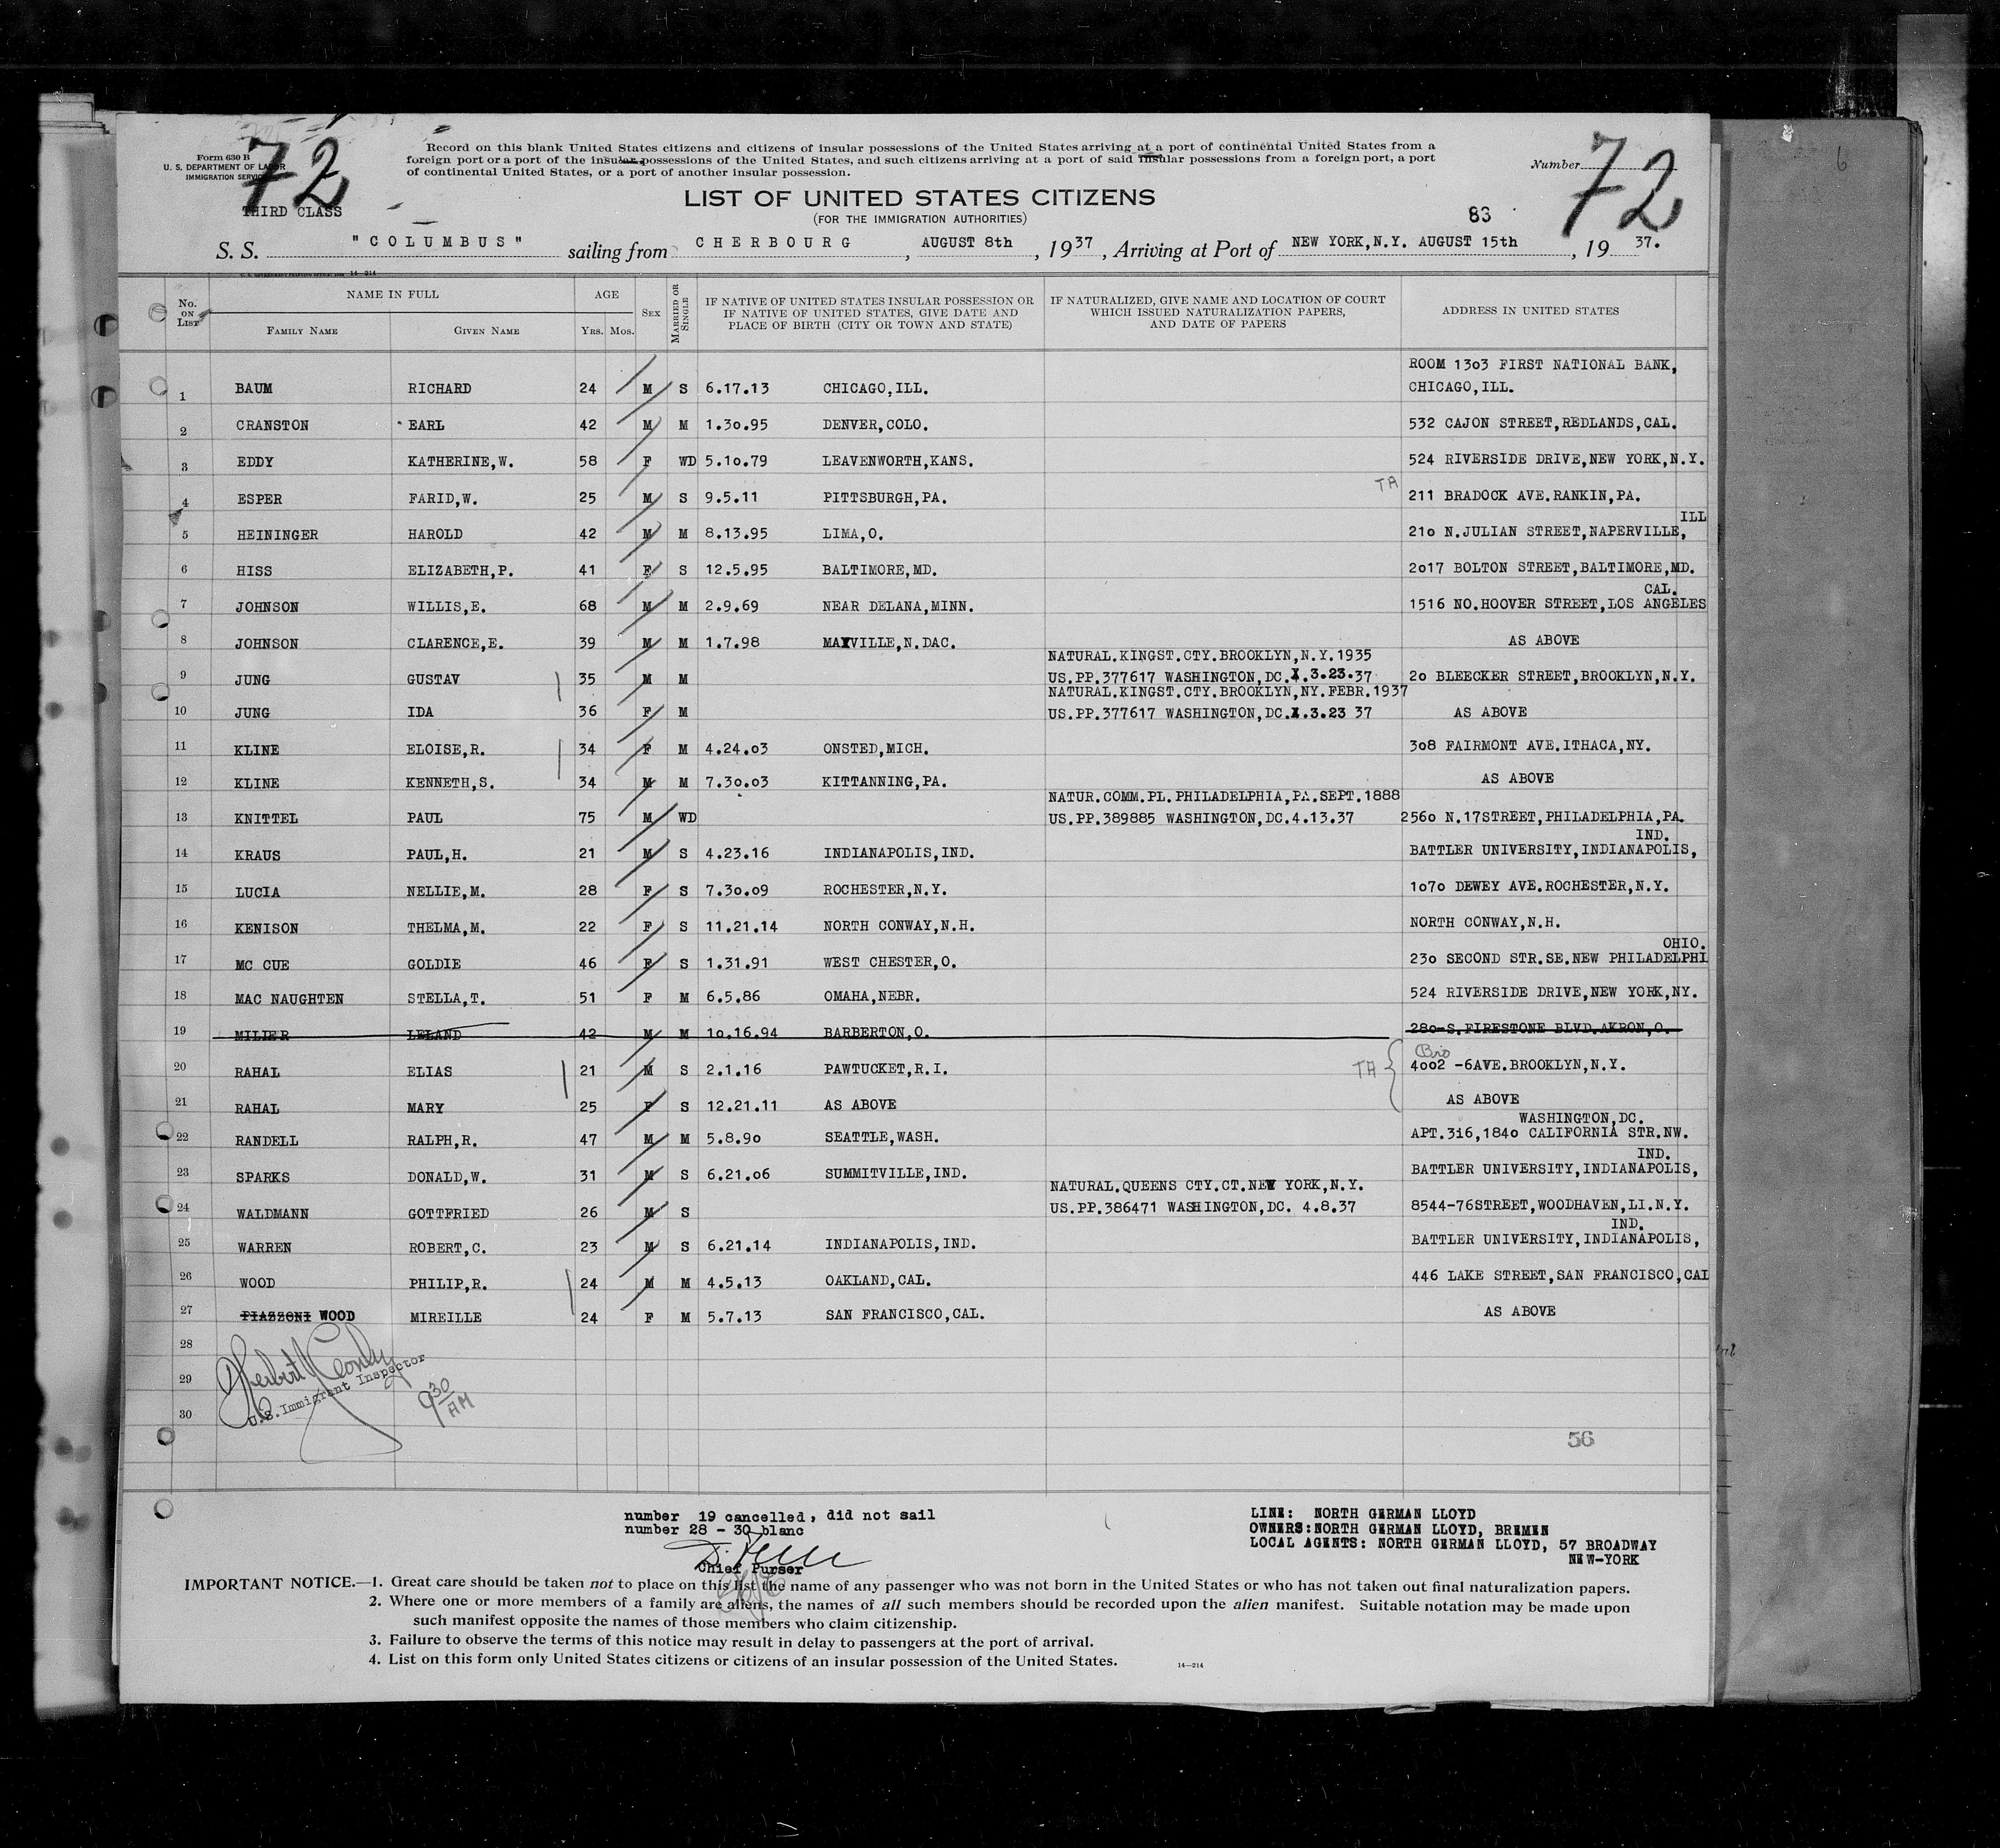 72
Form 630 B
U. S. DEPARTMENT OF LABOR
IMMIGRATION SERVICE
THIRD CLASS
Record on this blank United States citizens and citizens of insular possessions of the United States arriving at a port of continental United States from a
foreign port or a port of the insular possessions of the United States, and such citizens arriving at a port of said insular possessions from a foreign port, a port
of continental United States, or a port of another insular possession.
Number 72
LIST OF UNITED STATES CITIZENS
(FOR THE IMMIGRATION AUTHORITIES)
83
S. S. "COLUMBUS" sailing from CHERBOURG, AUGUST 8th, 1937, Arriving at Port of NEW YORK,N.Y. AUGUST 15th, 19 37.
14-214
No. ON LIST NAME IN FULL FAMILY NAME GIVEN NAME AGE YRS. MOS. SEX MARRIED OR SINGLE IF NATIVE OF UNITED STATES INSULAR POSSESSION OR IF NATIVE OF UNITED STATES, GIVE DATE AND PLACE OF BIRTH (CITY OR TOWN AND STATE) IF NATURALIZED, GIVE NAME AND LOCATION OF COURT WHICH ISSUED NATURALIZATION PAPERS, AND DATE OF PAPERS ADDRESS IN UNITED STATES
ROOM 1303 FIRST NATIONAL BANK,
1 BAUM RICHARD 24 M S 6.17.13 CHICAGO,ILL. CHICAGO,ILL.
2 CRANSTON EARL 42 M M 1.30.95 DENVER,COLO. 532 CAJON STREET,REDLANDS,CAL.
3 EDDY KATHERINE,W. 58 F WD 5.10.79 LEAVENWORTH,KANS. 524 RIVERSIDE DRIVE,NEW YORK,N.Y.
4 ESPER FARID,W. 25 M S 9.5.11 PITTSBURGH,PA. TA 211 BRADOCK AVE.RANKIN,PA.
ILL
5 HEININGER HAROLD 42 M M 8.13.95 LIMA,O. 210 N.JULIAN STREET,NAPERVILLE,
6 HISS ELIZABETH,P. 41 F S 12.5.95 BALTIMORE,MD. 2017 BOLTON STREET,BALTIMORE,MD.
CAL.
7 JOHNSON WILLIS,E. 68 M M 2.9.69 NEAR DELANA,MINN. 1516 NO.HOOVER STREET,LOS ANGELES
8 JOHNSON CLARENCE,E. 39 M M 1.7.98 MAYVILLE,N.DAC. AS ABOVE
NATURAL.KINGST.CTY.BROOKLYN,N.Y.1935
9 JUNG GUSTAV 35 M M US.PP.377617 WASHINGTON,DC.X.3.23.37 20 BLEECKER STREET,BROOKLYN,N.Y.
NATURAL.KINGST.CTY.BROOKLYN,NY.FEBR.1937
10 JUNG IDA 36 F M US.PP.377617 WASHINGTON,DC.X.3.23 37 AS ABOVE
11 KLINE ELOISE,R. 34 F M 4.24.03 ONSTED,MICH. 308 FAIRMONT AVE.ITHACA,NY.
12 KLINE KENNETH,S. 34 M M 7.30.03 KITTANNING,PA. AS ABOVE
NATUR.COMM.PL.PHILADELPHIA,PA.SEPT.1888
13 KNITTEL PAUL 75 M WD US.PP.389885 WASHINGTON,DC.4.13.37 2560 N.17STREET,PHILADELPHIA,PA.
IND.
14 KRAUS PAUL,H. 21 M S 4.23.16 INDIANAPOLIS,IND. BATTLER UNIVERSITY,INDIANAPOLIS,
15 LUCIA NELLIE,M. 28 F S 7.30.09 ROCHESTER,N.Y. 1070 DEWEY AVE.ROCHESTER,N.Y.
16 KENISON THELMA,M. 22 F S 11.21.14 NORTH CONWAY,N.H. NORTH CONWAY,N.H.
OHIO.
17 MC CUE GOLDIE 46 F S 1.31.91 WEST CHESTER,O. 230 SECOND STR.SE.NEW PHILADELPHI
18 MAC NAUGHTEN STELLA,T. 51 F M 6.5.86 OMAHA,NEBR. 524 RIVERSIDE DRIVE,NEW YORK,NY.
19 MILIER LELAND 42 M M 10.16.94 BARBERTON,O. 280-S.FIRESTONE BLVD.AKRON,O.
Bro
20 RAHAL ELIAS 21 M S 2.1.16 PAWTUCKET,R.I. TA 4002 -6AVE.BROOKLYN,N.Y.
21 RAHAL MARY 25 F S 12.21.11 AS ABOVE AS ABOVE
WASHINGTON,DC.
22 RANDELL RALPH,R. 47 M M 5.8.90 SEATTLE,WASH. APT.316,1840 CALIFORNIA STR.NW.
IND.
23 SPARKS DONALD,W. 31 M S 6.21.06 SUMMITVILLE,IND. BATTLER UNIVERSITY,INDIANAPOLIS,
NATURAL.QUEENS CTY.CT.NEW YORK,N.Y.
24 WALDMANN GOTTFRIED 26 M S US.PP.386471 WASHINGTON,DC. 4.8.37 8544-76STREET,WOODHAVEN,LI.N.Y.
IND.
25 WARREN ROBERT,C. 23 M S 6.21.14 INDIANAPOLIS,IND. BATTLER UNIVERSITY,INDIANAPOLIS,
26 WOOD PHILIP,R. 24 M M 4.5.13 OAKLAND,CAL. 446 LAKE STREET,SAN FRANCISCO,CAL
27 PIAZZONI WOOD MIREILLE 24 F M 5.7.13 SAN FRANCISCO,CAL. AS ABOVE
28
29
30
Herbert
U.S. Immigrant Inspector
9 30 AM
56
number 19 cancelled, did not sail
number 28 - 30 blanc
Chief Purser
LINE: NORTH GERMAN LLOYD
OWNERS:NORTH GERMAN LLOYD, BREMEN
LOCAL AGENTS: NORTH GERMAN LLOYD, 57 BROADWAY
NEW-YORK
IMPORTANT NOTICE.—1. Great care should be taken not to place on this list the name of any passenger who was not born in the United States or who has not taken out final naturalization papers.
2. Where one or more members of a family are aliens, the names of all such members should be recorded upon the alien manifest. Suitable notation may be made upon
such manifest opposite the names of those members who claim citizenship.
3. Failure to observe the terms of this notice may result in delay to passengers at the port of arrival.
4. List on this form only United States citizens or citizens of an insular possession of the United States.
14—214